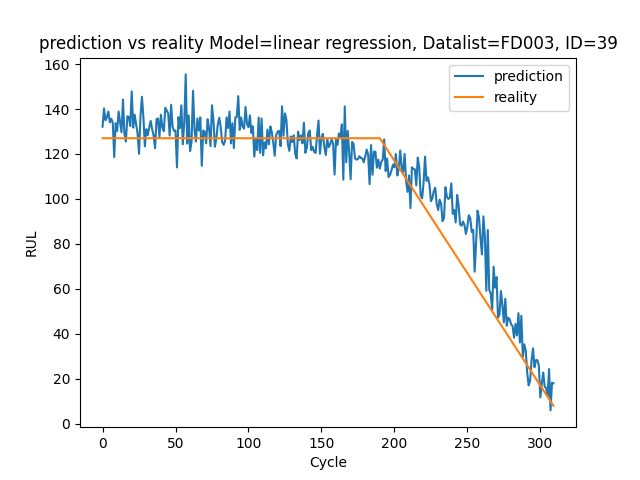 prediction vs reality Model=linear regression, Datalist=FD003, ID=39
prediction
reality
160
140
120
100
80
60
40
20
0
RUL
0 50 100 150 200 250 300
Cycle